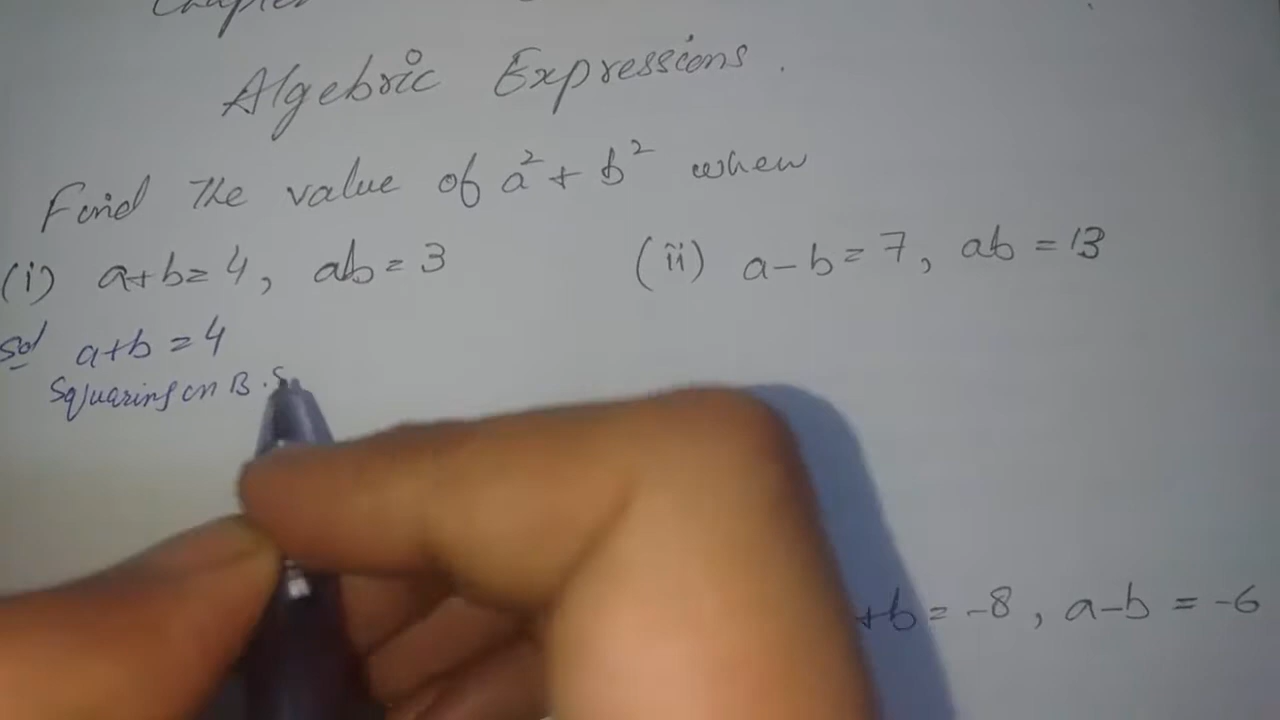 Chapter
Algebric Expressions.
Find The value of a² + b² when
(i) a+b=4, ab=3
(ii) a-b=7, ab=13
Sol a+b=4
Squaring on B.S
+b=-8, a-b=-6